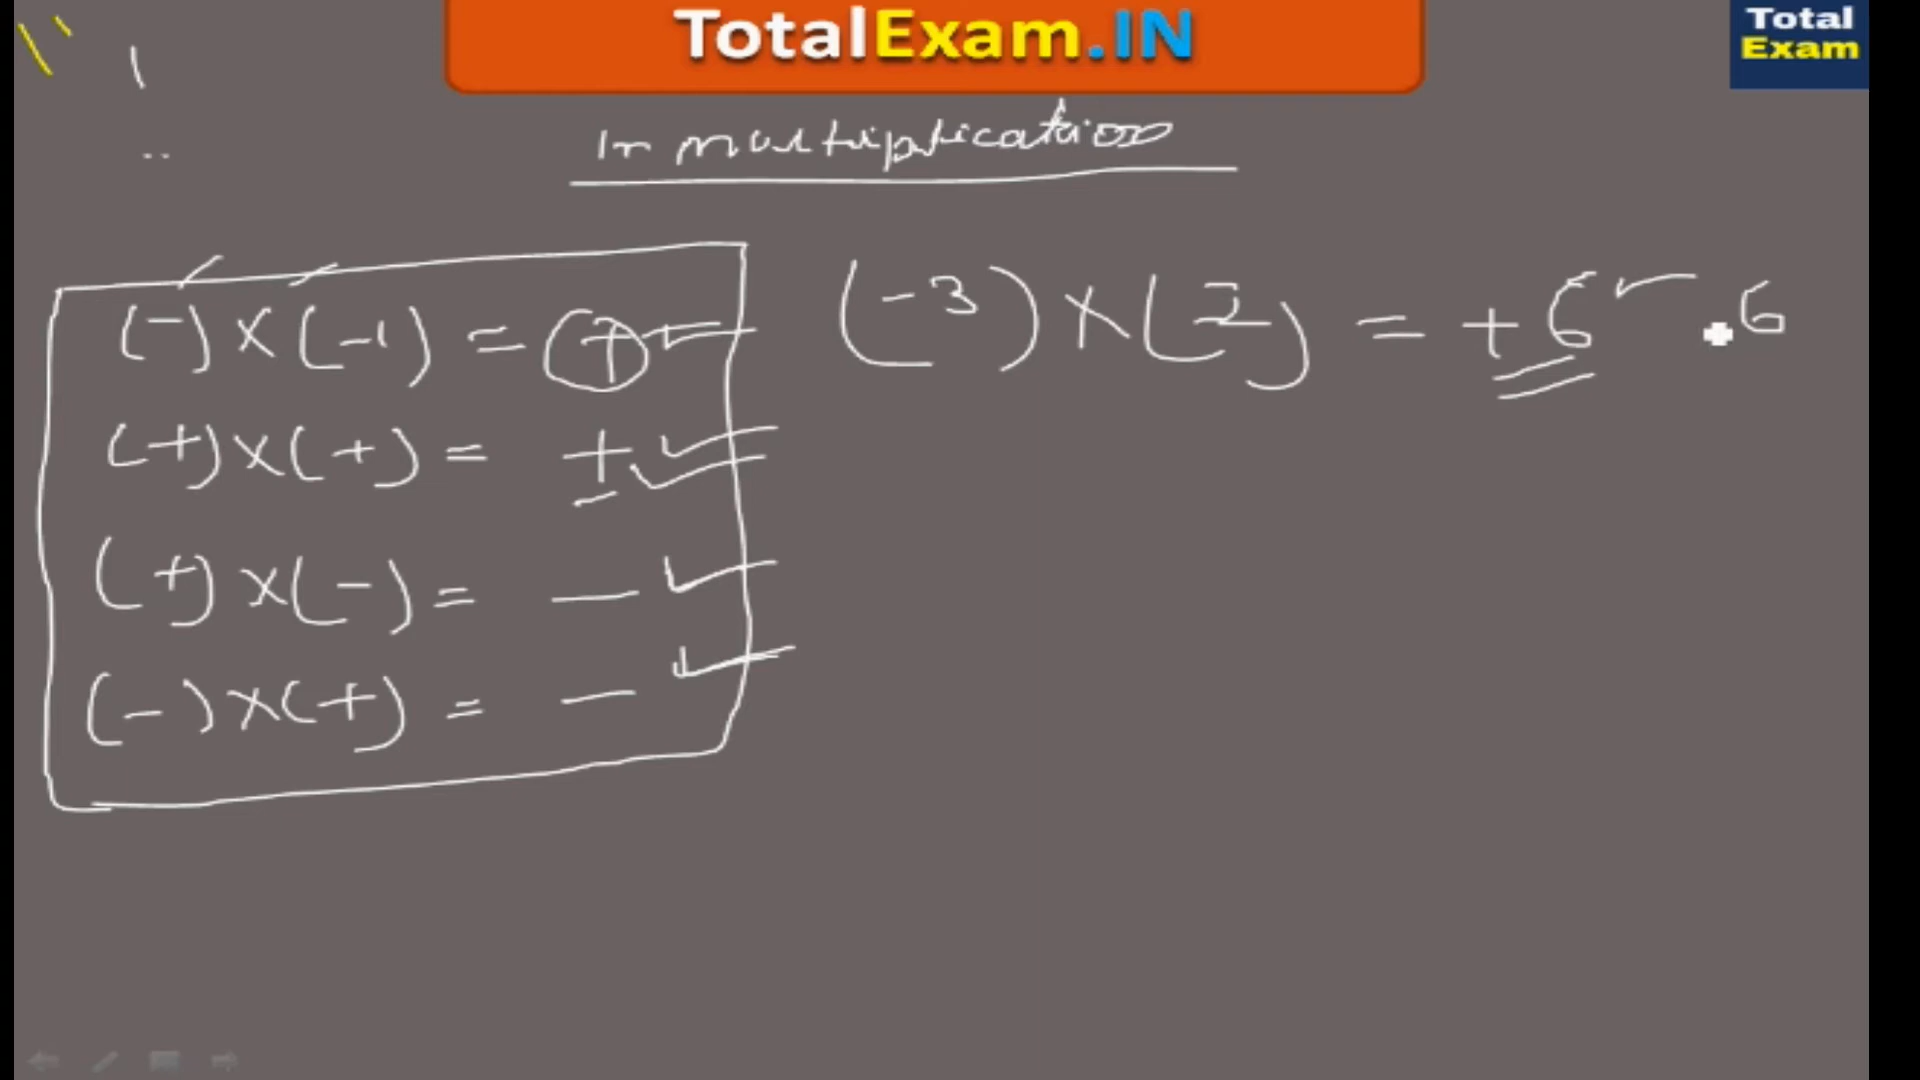 TotalExam.IN
Total
Exam
In multiplication
(-) × (-1) = +
(-3) × (2) = +6 6
(+) × (+) = +
(+) × (-) = -
(-) × (+) = -